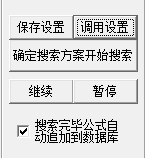 保存设置 调用设置
确定搜索方案开始搜索
继续 暂停
搜索完毕公式自
动追加到数据库